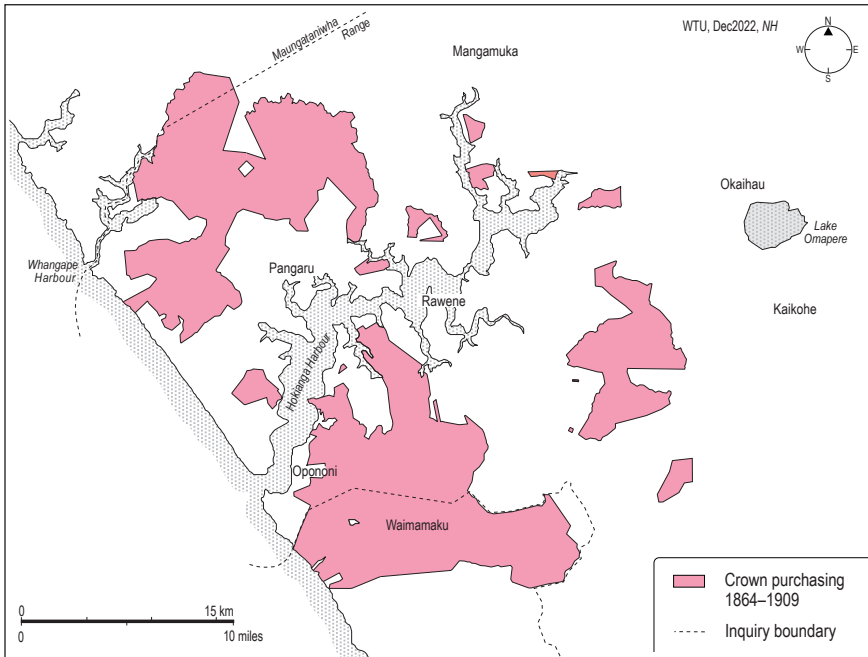 Maungataniwha
Range
WTU, Dec2022, NH
N
W
E
S
Mangamuka
Okaihau
Lake
Omapere
Whangape
Harbour
Pangaru
Rawene
Kaikohe
Hokianga Harbour
Opononi
Waimamaku
0
15 km
0
10 miles
Crown purchasing
1864–1909
Inquiry boundary